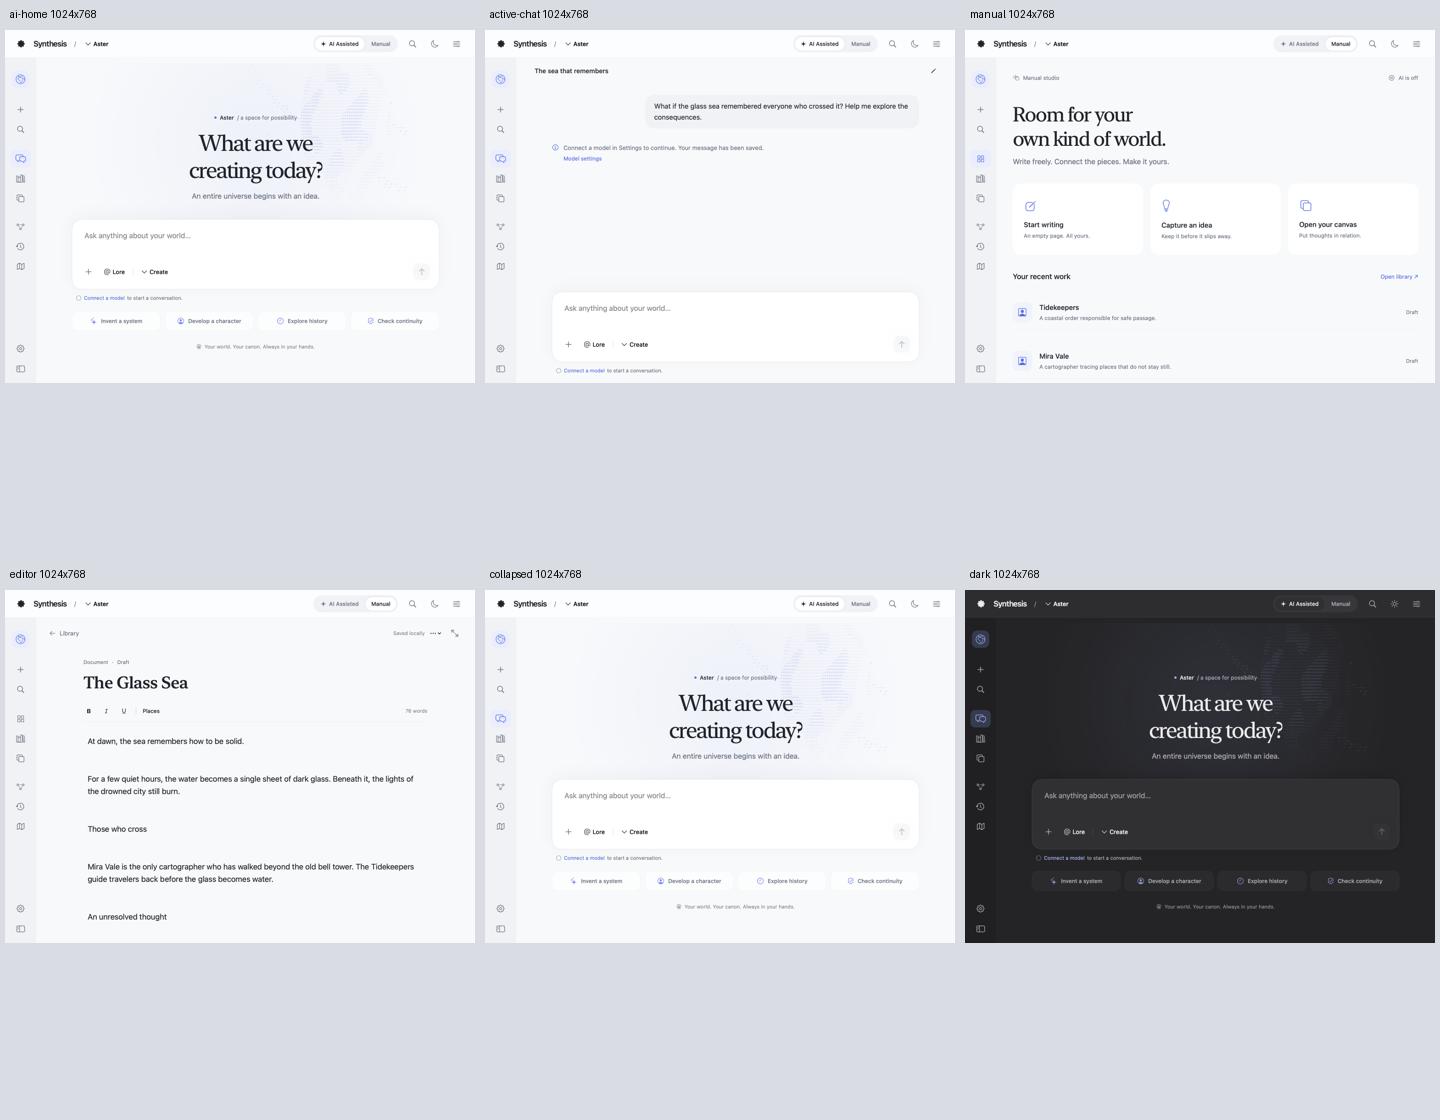 ai-home 1024x768
Synthesis / Aster
AI Assisted Manual
Aster / a space for possibility
What are we
creating today?
An entire universe begins with an idea.
Ask anything about your world...
@ Lore Create
Connect a model to start a conversation.
Invent a system Develop a character Explore history Check continuity
Your world. Your canon. Always in your hands.
active-chat 1024x768
Synthesis / Aster
AI Assisted Manual
The sea that remembers
What if the glass sea remembered everyone who crossed it? Help me explore the
consequences.
Connect a model in Settings to continue. Your message has been saved.
Model settings
Ask anything about your world...
@ Lore Create
Connect a model to start a conversation.
manual 1024x768
Synthesis / Aster
AI Assisted Manual
Manual studio AI is off
Room for your
own kind of world.
Write freely. Connect the pieces. Make it yours.
Start writing
An empty page. All yours.
Capture an idea
Keep it before it slips away.
Open your canvas
Put thoughts in relation.
Your recent work Open library ↗
Tidekeepers
A coastal order responsible for safe passage.
Draft
Mira Vale
A cartographer tracing places that do not stay still.
Draft
editor 1024x768
Synthesis / Aster
AI Assisted Manual
← Library Saved locally
Document · Draft
The Glass Sea
B I U Places 78 words
At dawn, the sea remembers how to be solid.
For a few quiet hours, the water becomes a single sheet of dark glass. Beneath it, the lights of
the drowned city still burn.
Those who cross
Mira Vale is the only cartographer who has walked beyond the old bell tower. The Tidekeepers
guide travelers back before the glass becomes water.
An unresolved thought
collapsed 1024x768
Synthesis / Aster
AI Assisted Manual
Aster / a space for possibility
What are we
creating today?
An entire universe begins with an idea.
Ask anything about your world...
@ Lore Create
Connect a model to start a conversation.
Invent a system Develop a character Explore history Check continuity
Your world. Your canon. Always in your hands.
dark 1024x768
Synthesis / Aster
AI Assisted Manual
Aster / a space for possibility
What are we
creating today?
An entire universe begins with an idea.
Ask anything about your world...
@ Lore Create
Connect a model to start a conversation.
Invent a system Develop a character Explore history Check continuity
Your world. Your canon. Always in your hands.